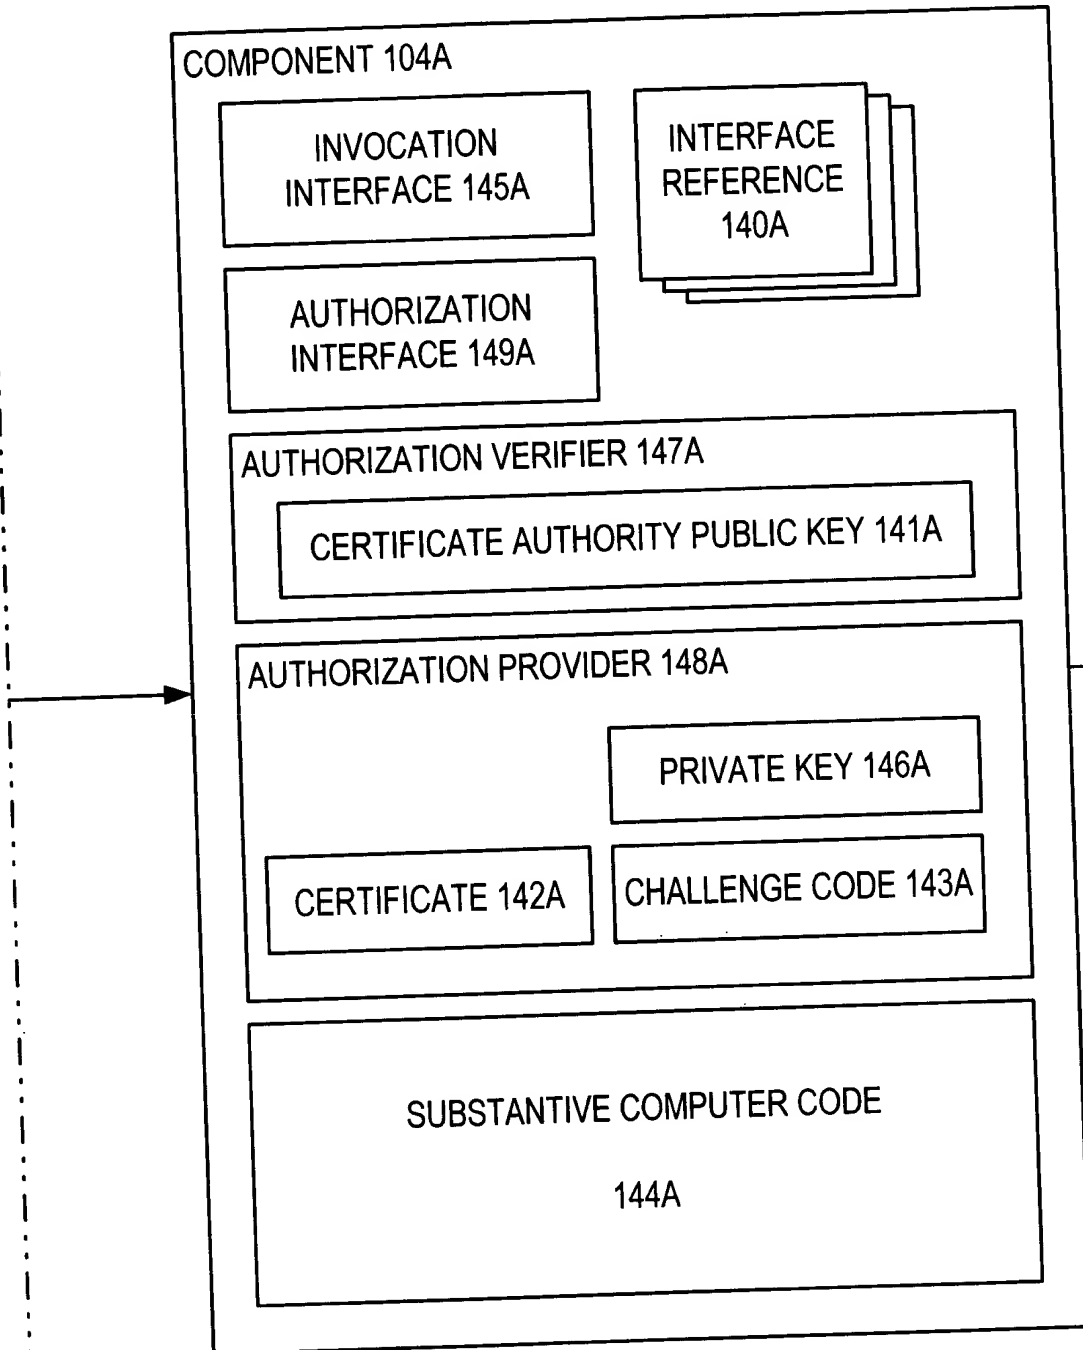 COMPONENT 104A
INVOCATION
INTERFACE 145A
INTERFACE
REFERENCE
140A
AUTHORIZATION
INTERFACE 149A
AUTHORIZATION VERIFIER 147A
CERTIFICATE AUTHORITY PUBLIC KEY 141A
AUTHORIZATION PROVIDER 148A
PRIVATE KEY 146A
CERTIFICATE 142A
CHALLENGE CODE 143A
SUBSTANTIVE COMPUTER CODE
144A